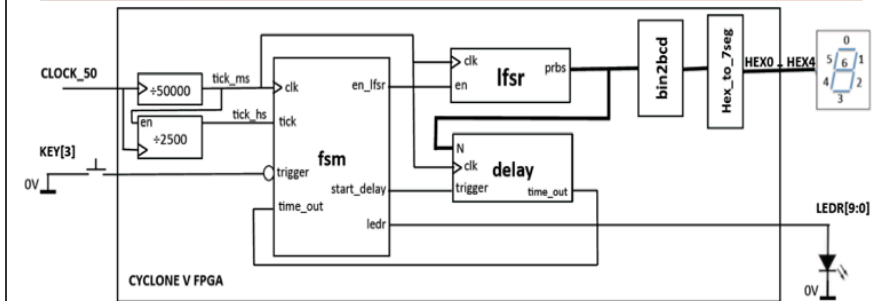 CLOCK_50
÷50000
tick_ms
en
÷2500
tick_hs
KEY[3]
0V
clk
tick
trigger
time_out
fsm
en_lfsr
start_delay
ledr
clk
en
lfsr
prbs
N
clk
trigger
delay
time_out
bin2bcd
Hex_to_7seg
HEX0 - HEX4
0
5 6 1
4 2
3
LEDR[9:0]
0V
CYCLONE V FPGA